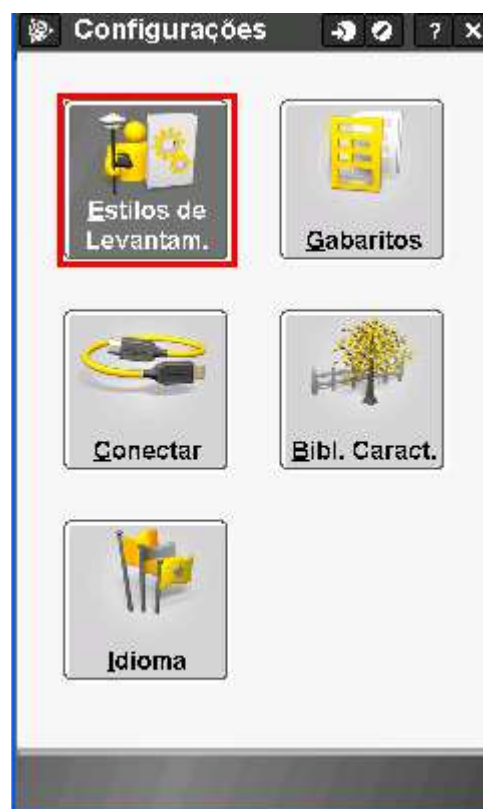 Configurações
? ×
Estilos de
Levantam.
Gabaritos
Conectar
Bibl. Caract.
Idioma